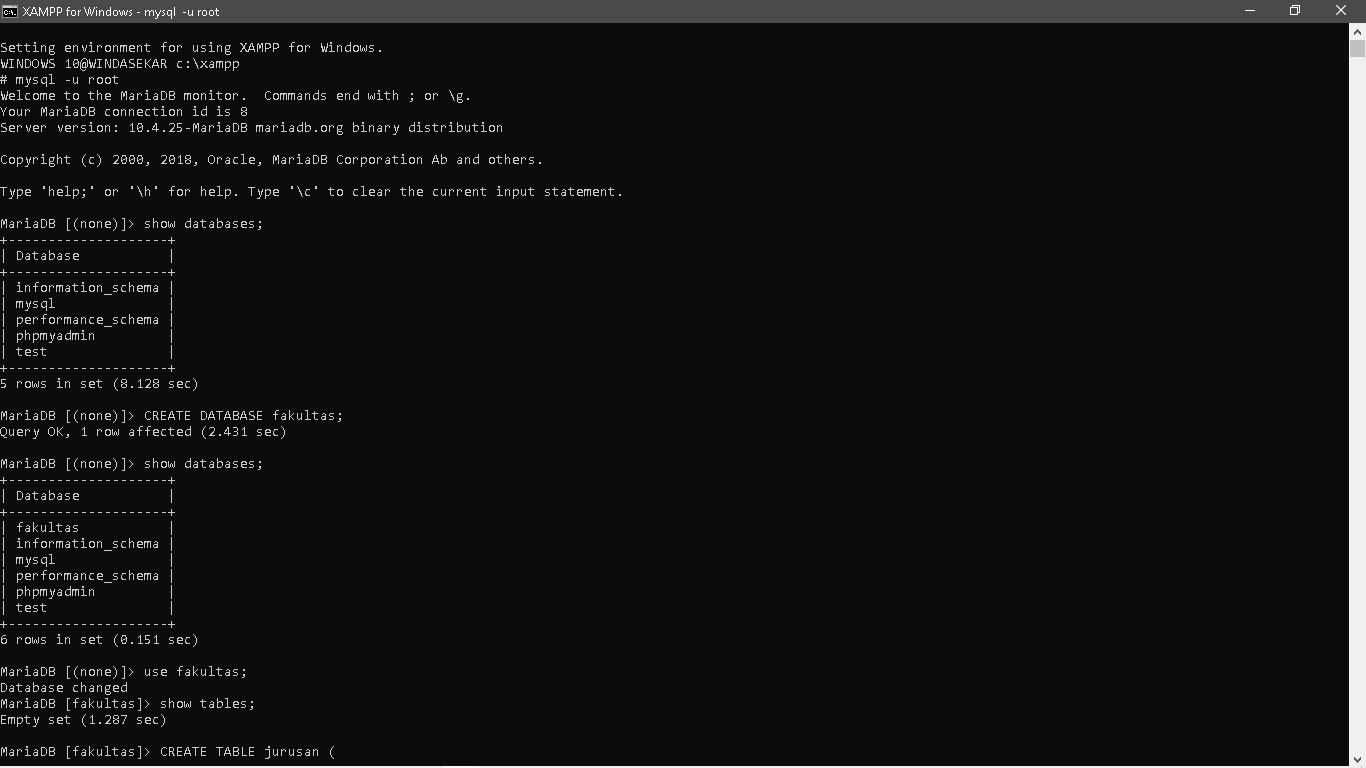 XAMPP for Windows - mysql  -u root
Setting environment for using XAMPP for Windows.
WINDOWS 10@WINDASEKAR c:\xampp
# mysql -u root
Welcome to the MariaDB monitor.  Commands end with ; or \g.
Your MariaDB connection id is 8
Server version: 10.4.25-MariaDB mariadb.org binary distribution
Copyright (c) 2000, 2018, Oracle, MariaDB Corporation Ab and others.
Type 'help;' or '\h' for help. Type '\c' to clear the current input statement.
MariaDB [(none)]> show databases;
+--------------------+
| Database           |
+--------------------+
| information_schema |
| mysql              |
| performance_schema |
| phpmyadmin         |
| test               |
+--------------------+
5 rows in set (8.128 sec)
MariaDB [(none)]> CREATE DATABASE fakultas;
Query OK, 1 row affected (2.431 sec)
MariaDB [(none)]> show databases;
+--------------------+
| Database           |
+--------------------+
| fakultas           |
| information_schema |
| mysql              |
| performance_schema |
| phpmyadmin         |
| test               |
+--------------------+
6 rows in set (0.151 sec)
MariaDB [(none)]> use fakultas;
Database changed
MariaDB [fakultas]> show tables;
Empty set (1.287 sec)
MariaDB [fakultas]> CREATE TABLE jurusan (